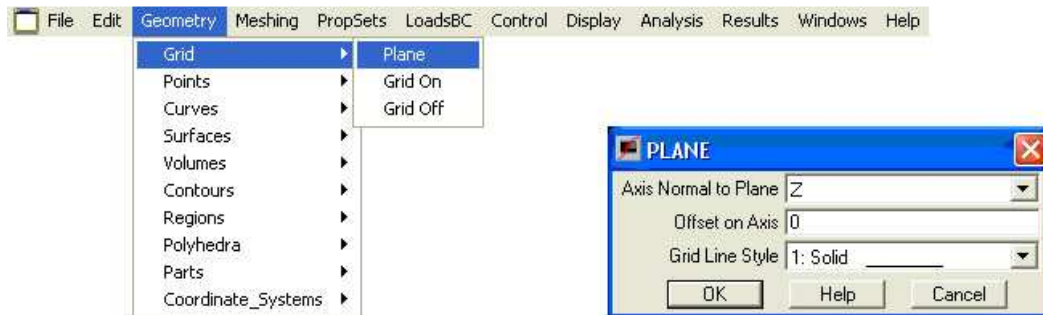 File Edit Geometry Meshing PropSets LoadsBC Control Display Analysis Results Windows Help
Grid
Points
Curves
Surfaces
Volumes
Contours
Regions
Polyhedra
Parts
Coordinate_Systems
Plane
Grid On
Grid Off
PLANE
Axis Normal to Plane Z
Offset on Axis 0
Grid Line Style 1: Solid
OK Help Cancel